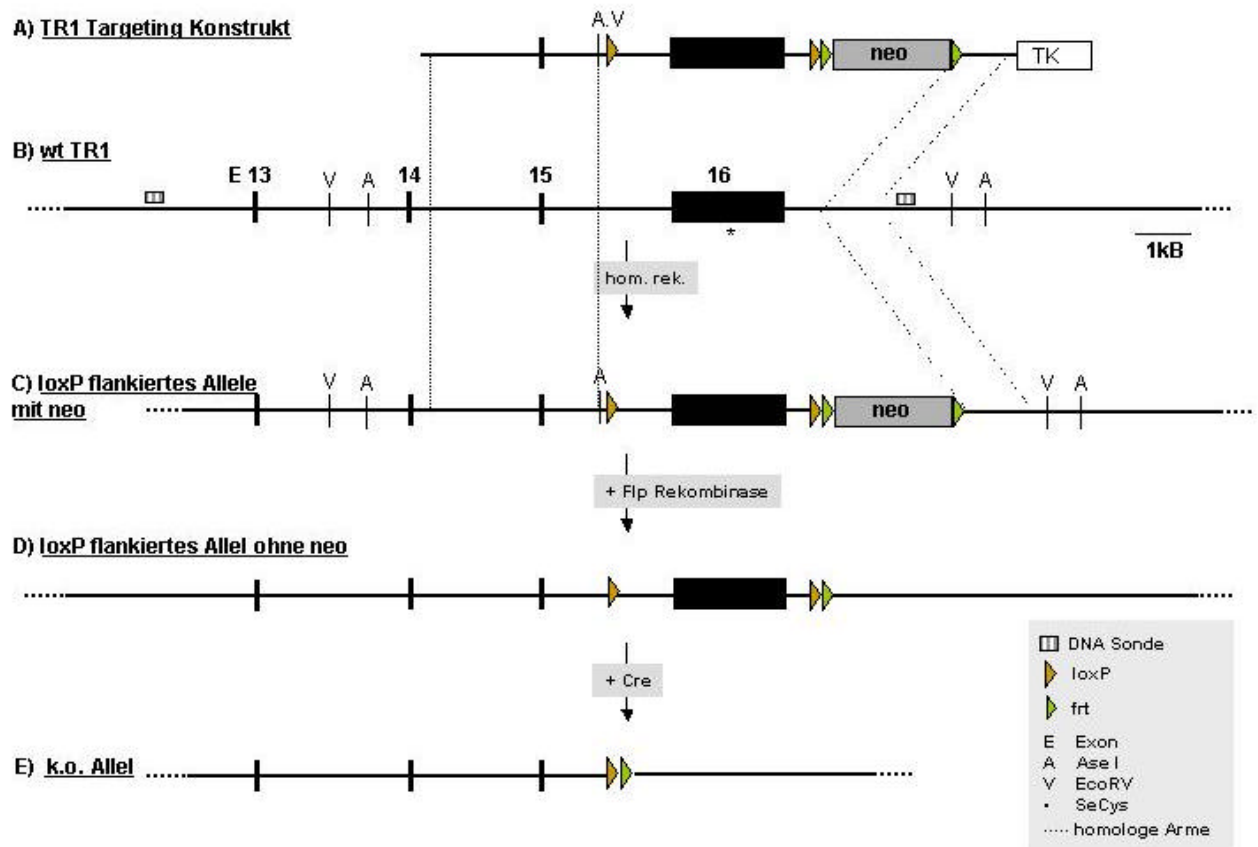 A) TR1 Targeting Konstrukt
A.V
neo
TK
B) wt TR1
E 13
V
A
14
15
16
V
A
*
1kB
hom. rek.
C) loxP flankiertes Allele
mit neo
V
A
A
neo
V
A
+ Flp Rekombinase
D) loxP flankiertes Allel ohne neo
+ Cre
E) k.o. Allel
DNA Sonde
loxP
frt
E Exon
A Ase I
V EcoRV
· SeCys
..... homologe Arme